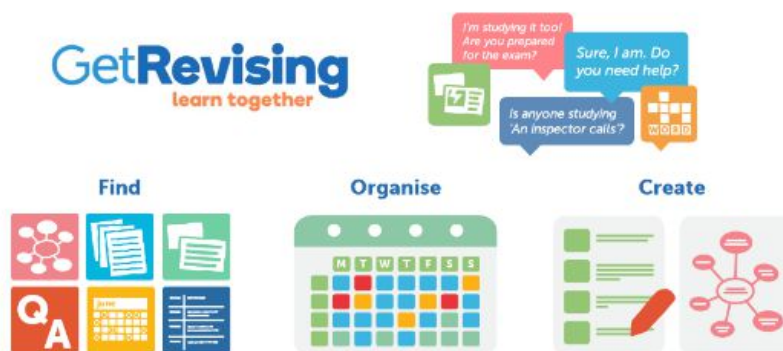 GetRevising
learn together
I'm studying it too!
Are you prepared
for the exam?
Sure, I am. Do
you need help?
Is anyone studying
'An inspector calls'?
WORD
Find
Organise
Create
Q
A
june
M T W T F S S